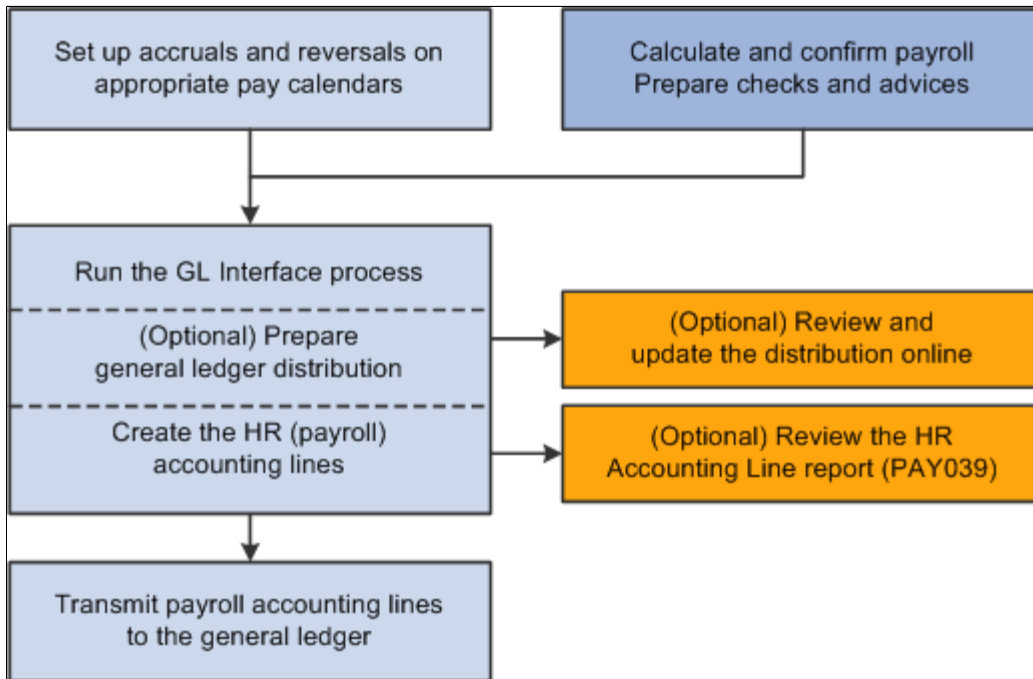 Set up accruals and reversals on
appropriate pay calendars
Calculate and confirm payroll
Prepare checks and advices
Run the GL Interface process
(Optional) Prepare
general ledger distribution
(Optional) Review and
update the distribution online
Create the HR (payroll)
accounting lines
(Optional) Review the HR
Accounting Line report (PAY039)
Transmit payroll accounting lines
to the general ledger